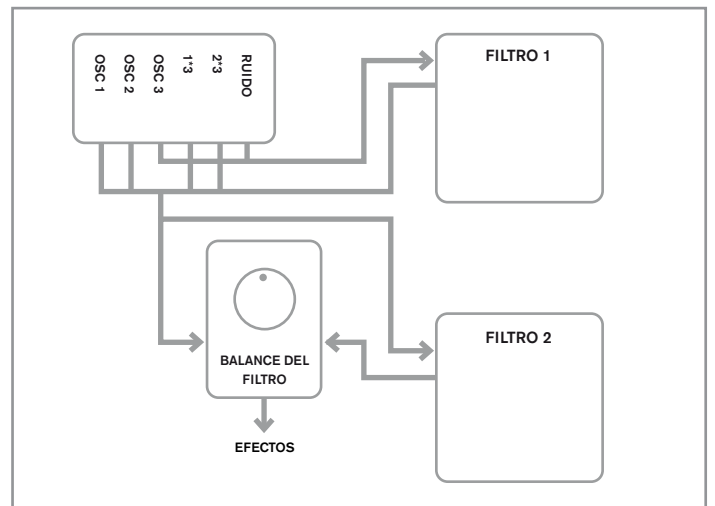 OSC 1
OSC 2
OSC 3
1*3
2*3
RUIDO
FILTRO 1
BALANCE DEL
FILTRO
FILTRO 2
EFECTOS